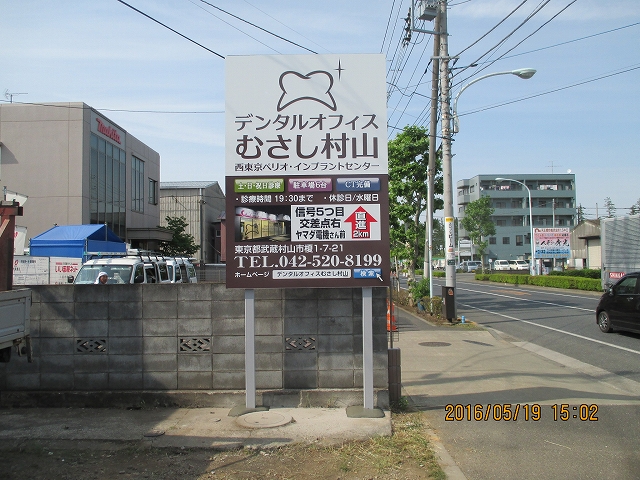 デンタルオフィス
むさし村山
西東京ペリオ・インプラントセンター
土・日・祝日診療 駐車場6台 CT完備
・診療時間 19:30まで ・休診日/水曜日
信号5つ目
交差点右
ヤマダ電機さん前
直進
2km
東京都武蔵村山市榎1-7-21
TEL.042-520-8199
ホームページ デンタルオフィスむさし村山 検索
2016/05/19 15:02